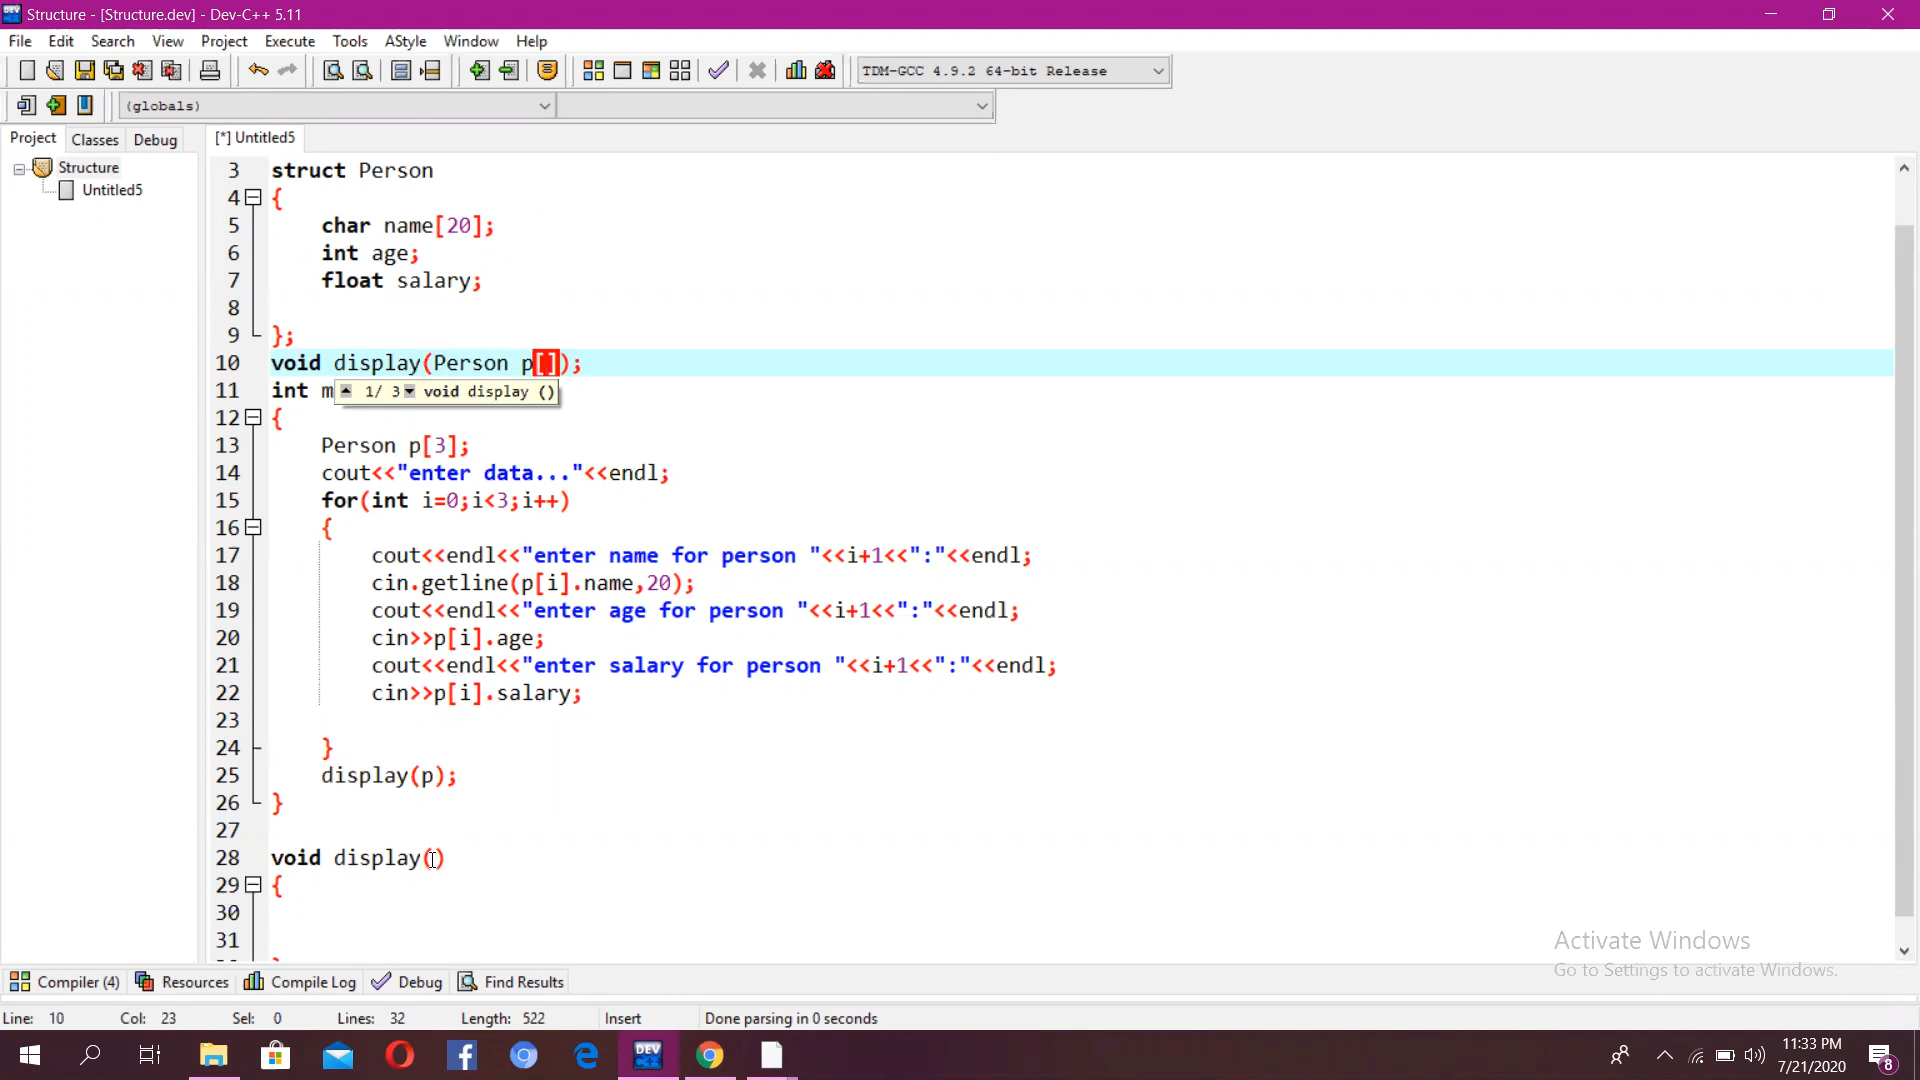 Structure - [Structure.dev] - Dev-C++ 5.11
File Edit Search View Project Execute Tools AStyle Window Help
TDM-GCC 4.9.2 64-bit Release
(globals)
Project Classes Debug [*] Untitled5
Structure
Untitled5
3 struct Person
4 {
5 char name[20];
6 int age;
7 float salary;
8
9 };
10 void display(Person p[]);
11 int m
1/ 3 void display ()
12 {
13 Person p[3];
14 cout<<"enter data..."<<endl;
15 for(int i=0;i<3;i++)
16 {
17 cout<<endl<<"enter name for person "<<i+1<<":"<<endl;
18 cin.getline(p[i].name,20);
19 cout<<endl<<"enter age for person "<<i+1<<":"<<endl;
20 cin>>p[i].age;
21 cout<<endl<<"enter salary for person "<<i+1<<":"<<endl;
22 cin>>p[i].salary;
23
24 }
25 display(p);
26 }
27
28 void display()
29 {
30
31
Activate Windows
Go to Settings to activate Windows.
Compiler (4) Resources Compile Log Debug Find Results
Line: 10 Col: 23 Sel: 0 Lines: 32 Length: 522 Insert Done parsing in 0 seconds
DEV
11:33 PM
7/21/2020
8